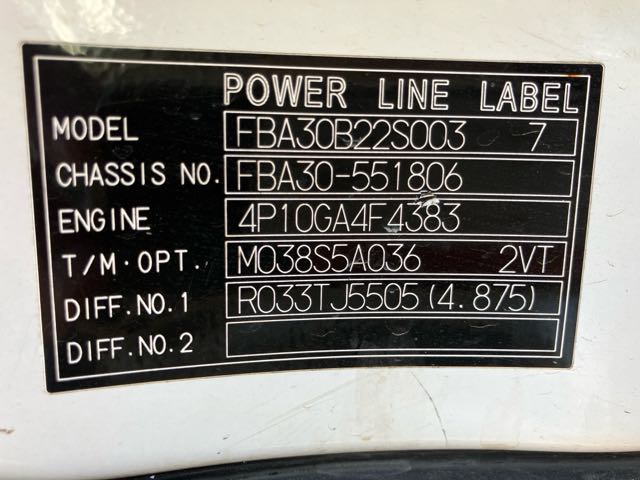 POWER LINE LABEL
MODEL FBA30B22S003 7
CHASSIS NO. FBA30-551806
ENGINE 4P10GA4F4383
T/M·OPT. M038S5A036 2VT
DIFF.NO.1 R033TJ5505(4.875)
DIFF.NO.2